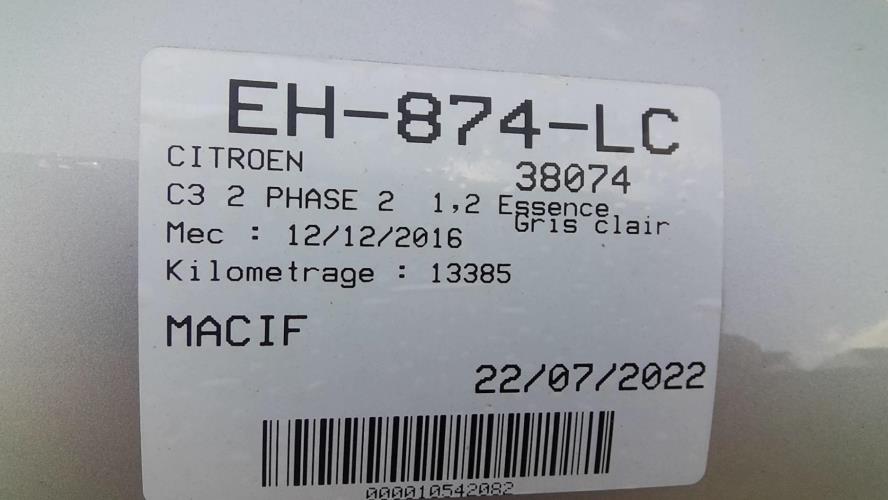 EH-874-LC
CITROEN
38074
C3 2 PHASE 2 1,2 Essence
Gris clair
Mec : 12/12/2016
Kilometrage : 13385
MACIF
22/07/2022
000010542082